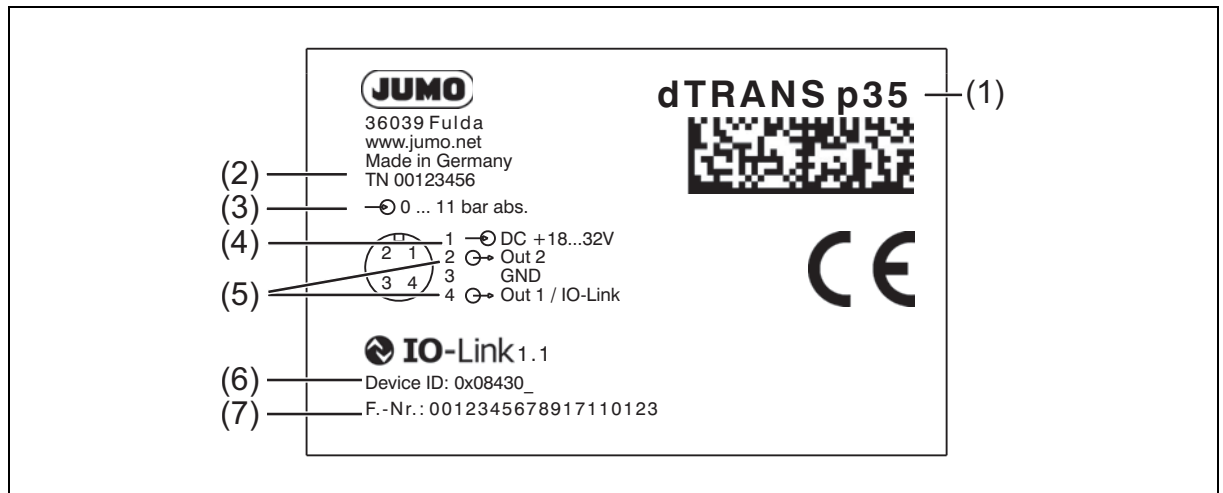 JUMO
dTRANS p35
(1)
36039 Fulda
www.jumo.net
Made in Germany
(2)
TN 00123456
(3)
0 ... 11 bar abs.
(4)
1 DC +18...32V
2 1
2 Out 2
3 GND
3 4
(5)
4 Out 1 / IO-Link
CE
IO-Link 1.1
(6)
Device ID: 0x08430_
(7)
F.-Nr.: 0012345678917110123